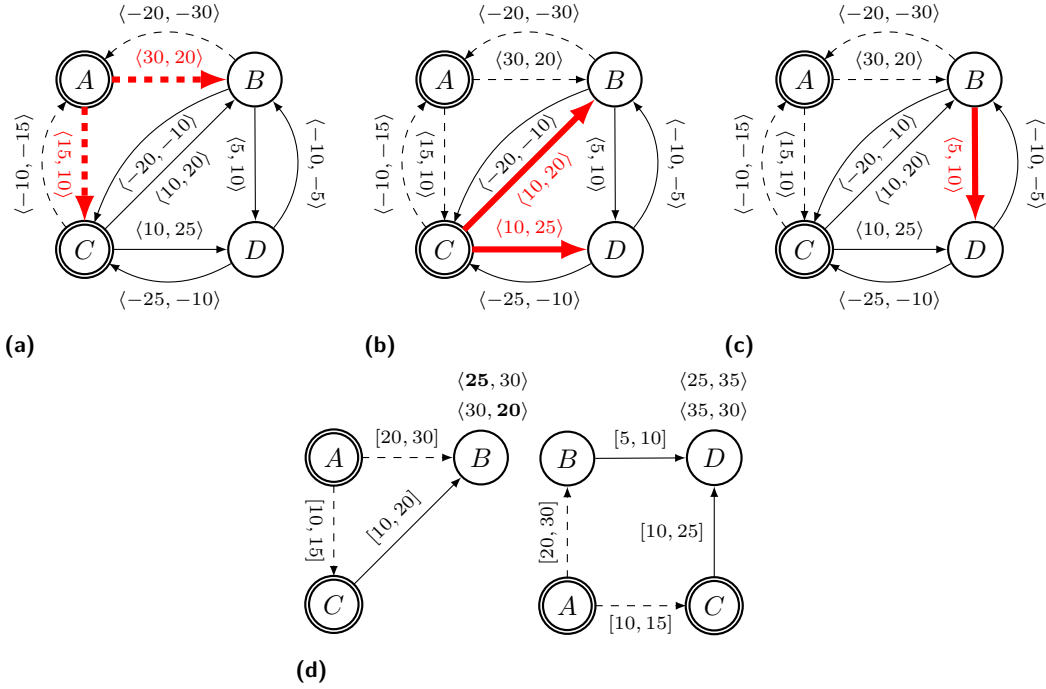 ⟨−20, −30⟩
A
⟨30, 20⟩
B
⟨−10, −15⟩
⟨15, 10⟩
⟨−20, −10⟩
⟨10, 20⟩
⟨5, 10⟩
⟨−10, −5⟩
C
⟨10, 25⟩
D
⟨−25, −10⟩
(a)
⟨−20, −30⟩
A
⟨30, 20⟩
B
⟨−10, −15⟩
⟨15, 10⟩
⟨−20, −10⟩
⟨10, 20⟩
⟨5, 10⟩
⟨−10, −5⟩
C
⟨10, 25⟩
D
⟨−25, −10⟩
(b)
⟨−20, −30⟩
A
⟨30, 20⟩
B
⟨−10, −15⟩
⟨15, 10⟩
⟨−20, −10⟩
⟨10, 20⟩
⟨5, 10⟩
⟨−10, −5⟩
C
⟨10, 25⟩
D
⟨−25, −10⟩
(c)
⟨25, 30⟩
⟨30, 20⟩
A
[20, 30]
B
[10, 15]
[10, 20]
C
⟨25, 35⟩
⟨35, 30⟩
B
[5, 10]
D
[20, 30]
[10, 25]
A
[10, 15]
C
(d)